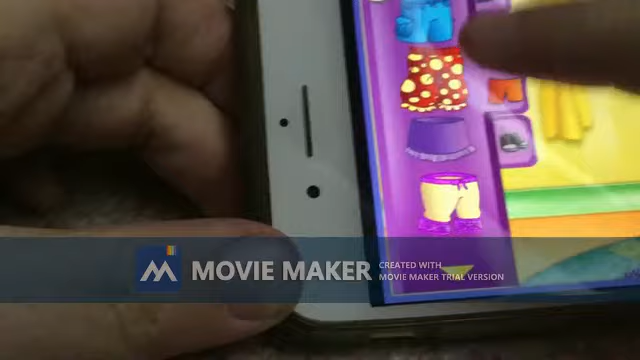 MOVIE MAKER
CREATED WITH
MOVIE MAKER TRIAL VERSION